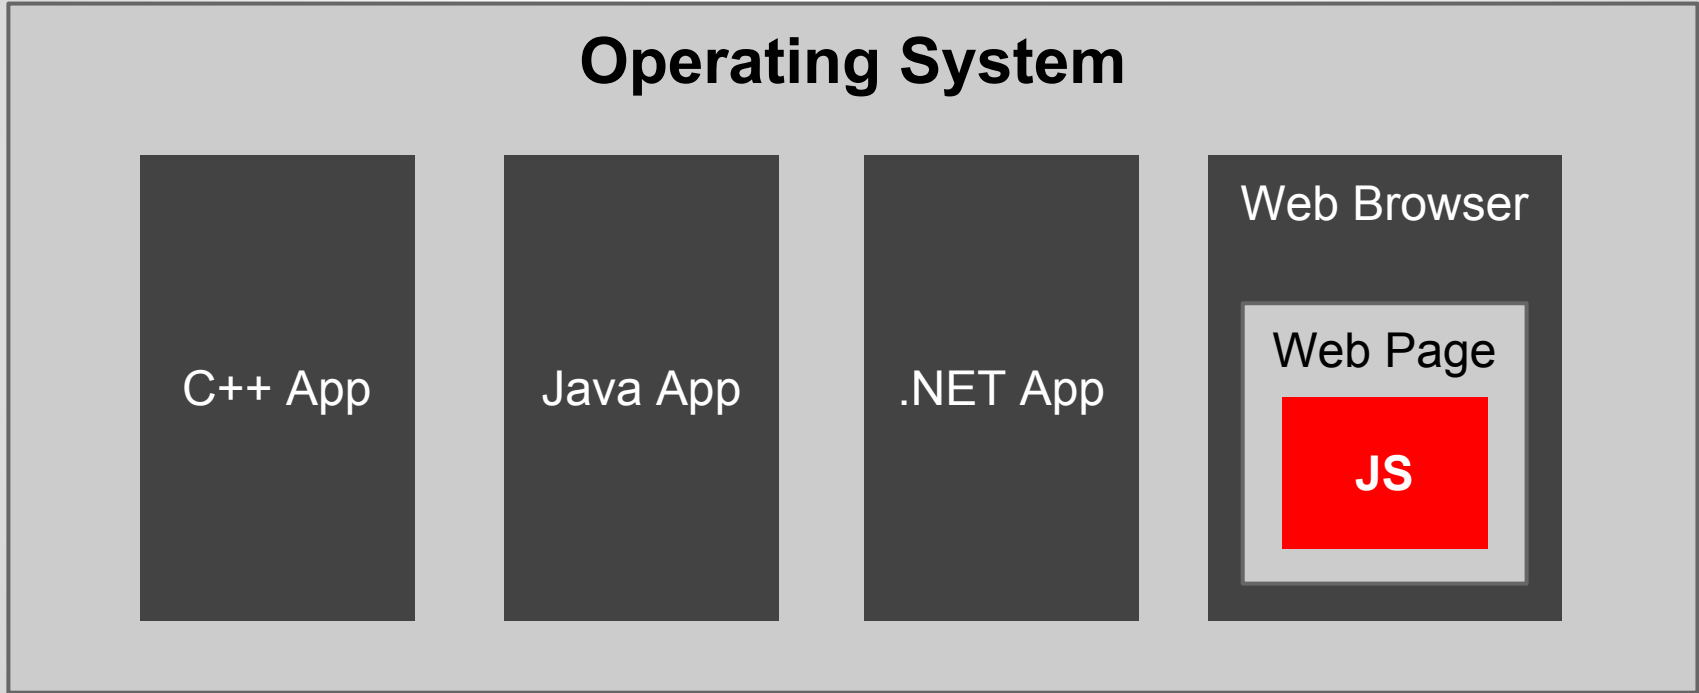 Operating System
C++ App
Java App
.NET App
Web Browser
Web Page
JS